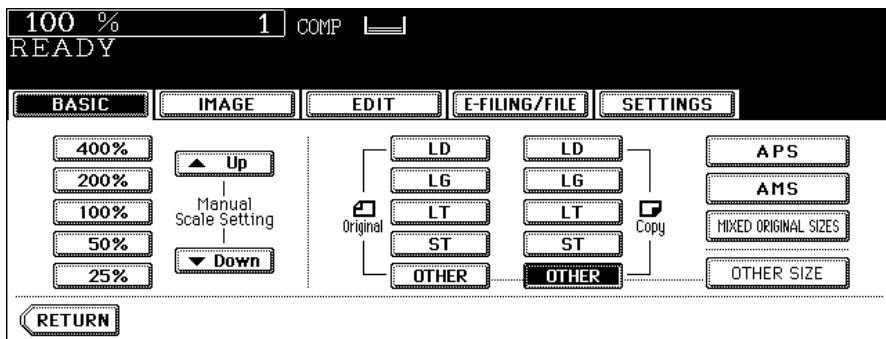 100 % 1 COMP
READY
BASIC IMAGE EDIT E-FILING/FILE SETTINGS
400%
200%
100%
50%
25%
Up
Manual
Scale Setting
Down
Original
LD
LG
LT
ST
OTHER
LD
LG
LT
ST
OTHER
Copy
APS
AMS
MIXED ORIGINAL SIZES
OTHER SIZE
RETURN